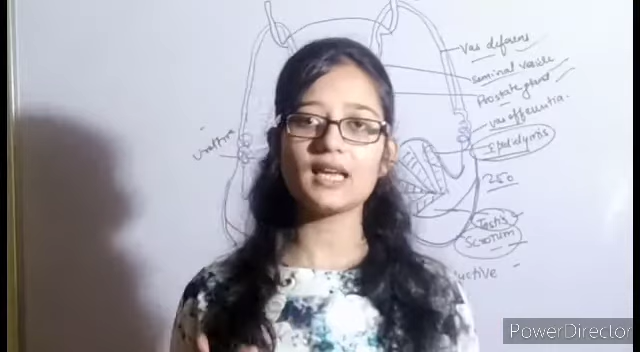 Vas deferens
Seminal vesicle
Prostate gland
vas efferentia.
Epididymis
urethra
250
Testis
Scrotum
uctive
PowerDirector